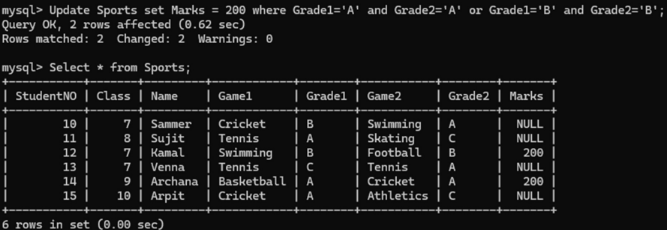 mysql> Update Sports set Marks = 200 where Grade1='A' and Grade2='A' or Grade1='B' and Grade2='B';
Query OK, 2 rows affected (0.62 sec)
Rows matched: 2  Changed: 2  Warnings: 0
mysql> Select * from Sports;
+-----------+-------+---------+------------+--------+-----------+--------+-------+
| StudentNO | Class | Name    | Game1      | Grade1 | Game2     | Grade2 | Marks |
+-----------+-------+---------+------------+--------+-----------+--------+-------+
|        10 |     7 | Sammer  | Cricket    | B      | Swimming  | A      |  NULL |
|        11 |     8 | Sujit   | Tennis     | A      | Skating   | C      |  NULL |
|        12 |     7 | Kamal   | Swimming   | B      | Football  | B      |   200 |
|        13 |     7 | Venna   | Tennis     | C      | Tennis    | A      |  NULL |
|        14 |     9 | Archana | Basketball | A      | Cricket   | A      |   200 |
|        15 |    10 | Arpit   | Cricket    | A      | Athletics | C      |  NULL |
+-----------+-------+---------+------------+--------+-----------+--------+-------+
6 rows in set (0.00 sec)